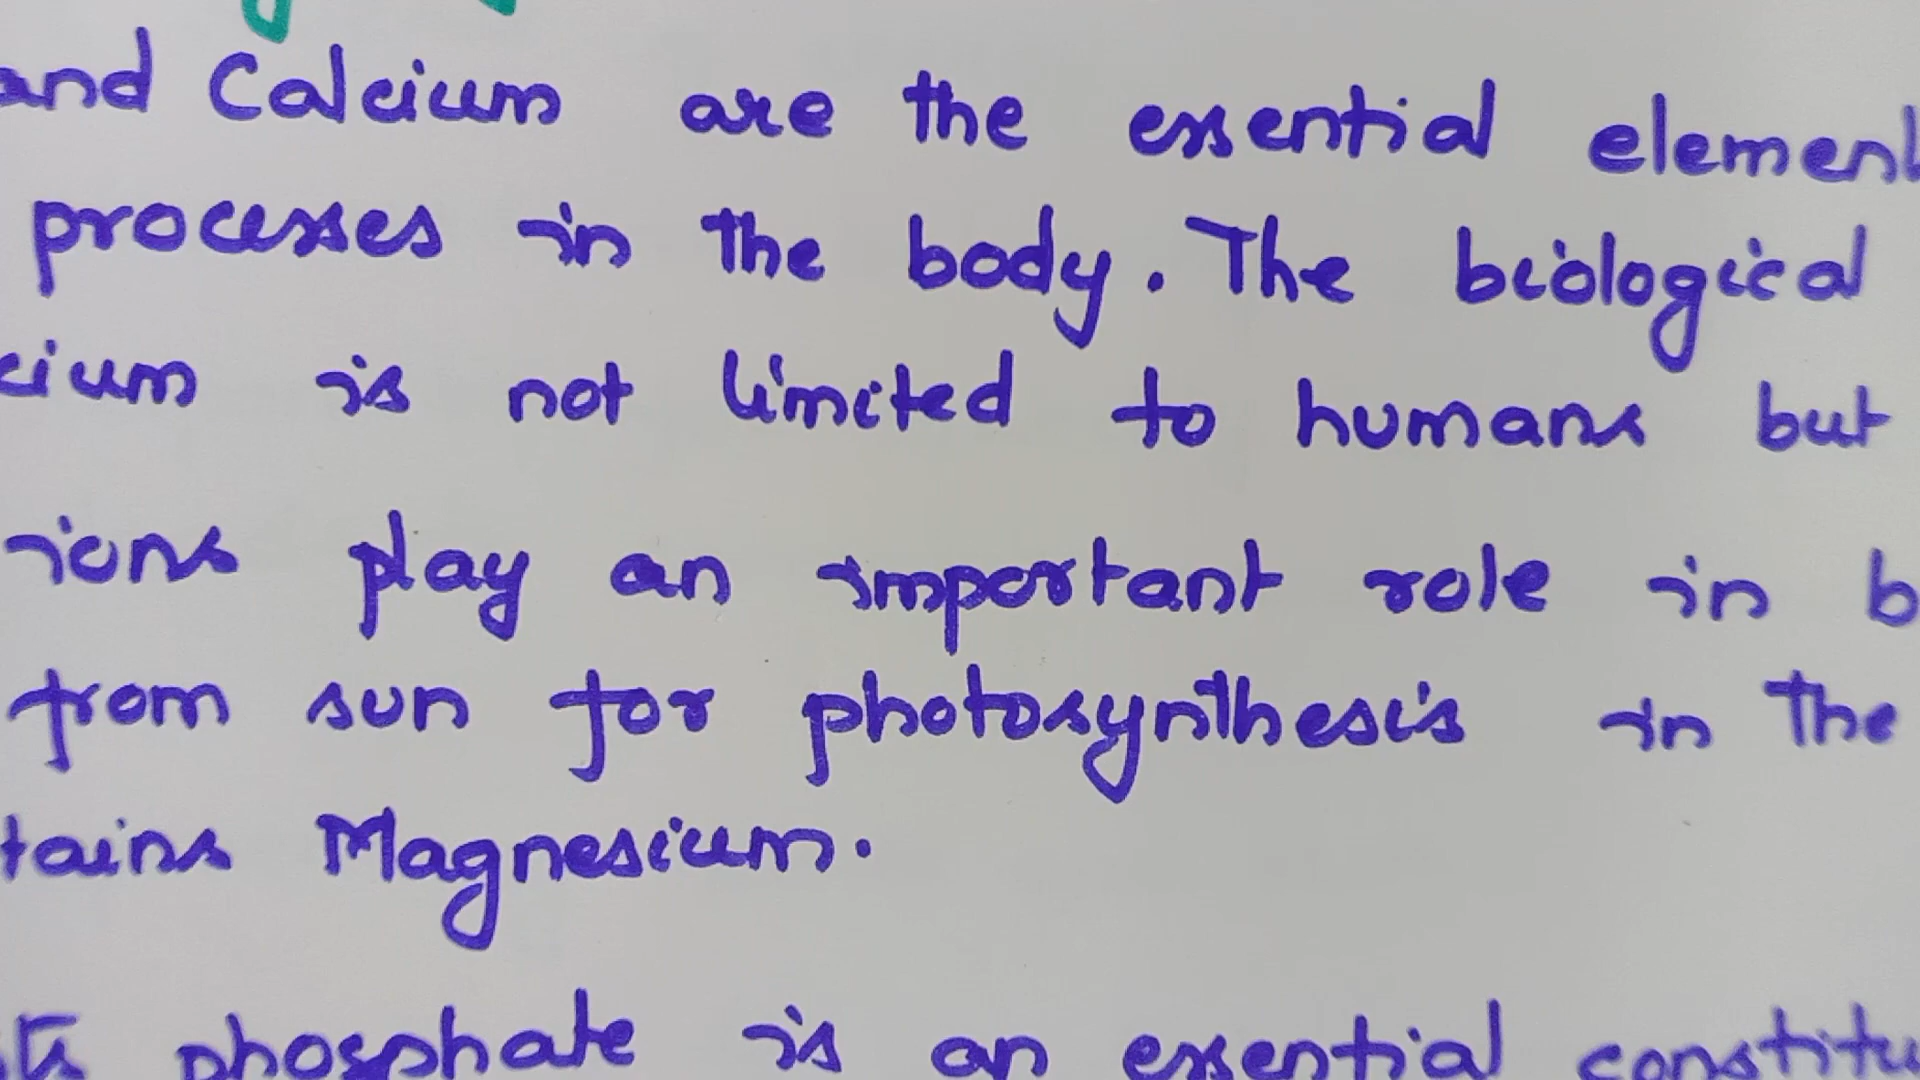 and Calcium are the essential element
processes in the body. The biological
cium is not limited to humans but
ions play an important role in b
from sun for photosynthesis in the
tains Magnesium.
phosphate is an essential constitu